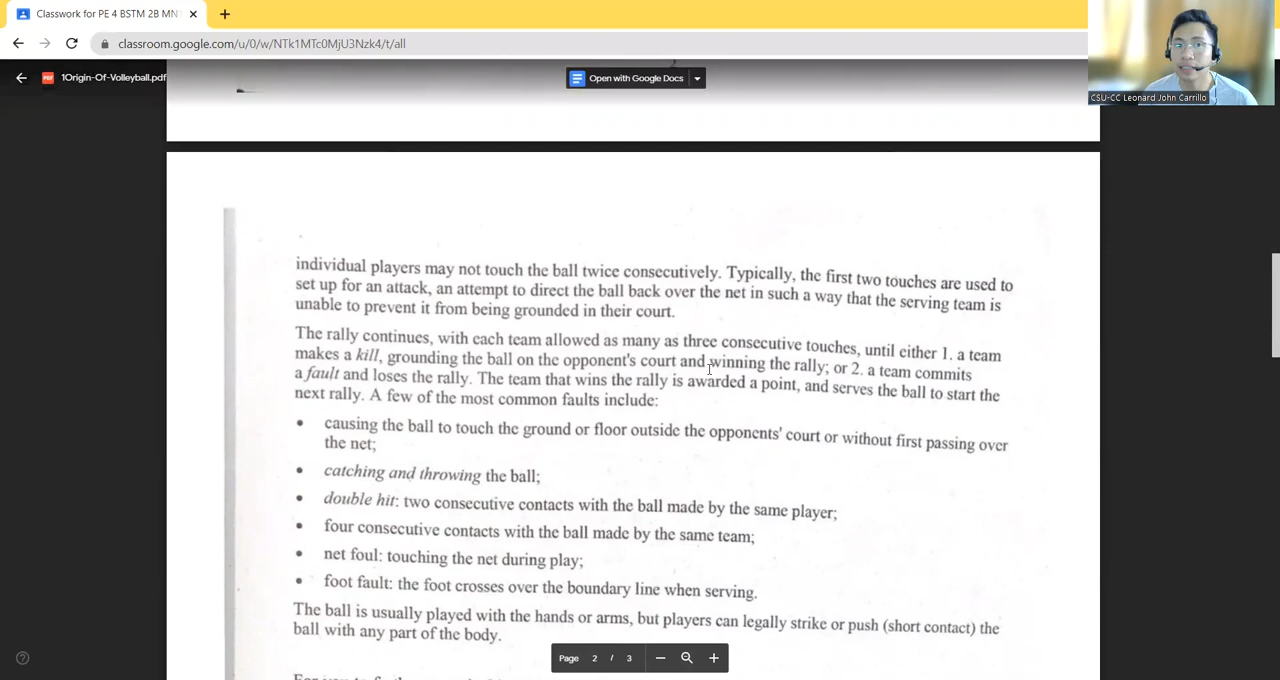 Classwork for PE 4 BSTM 2B MN
classroom.google.com/u/0/w/NTk1MTc0MjU3Nzk4/t/all
1Origin-Of-Volleyball.pdf
Open with Google Docs
CSU-CC Leonard John Carrillo
individual players may not touch the ball twice consecutively. Typically, the first two touches are used to
set up for an attack, an attempt to direct the ball back over the net in such a way that the serving team is
unable to prevent it from being grounded in their court.
The rally continues, with each team allowed as many as three consecutive touches, until either 1. a team
makes a kill, grounding the ball on the opponent's court and winning the rally; or 2. a team commits
a fault and loses the rally. The team that wins the rally is awarded a point, and serves the ball to start the
next rally. A few of the most common faults include:
• causing the ball to touch the ground or floor outside the opponents' court or without first passing over
the net;
• catching and throwing the ball;
• double hit: two consecutive contacts with the ball made by the same player;
• four consecutive contacts with the ball made by the same team;
• net foul: touching the net during play;
• foot fault: the foot crosses over the boundary line when serving.
The ball is usually played with the hands or arms, but players can legally strike or push (short contact) the
ball with any part of the body.
Page 2 / 3